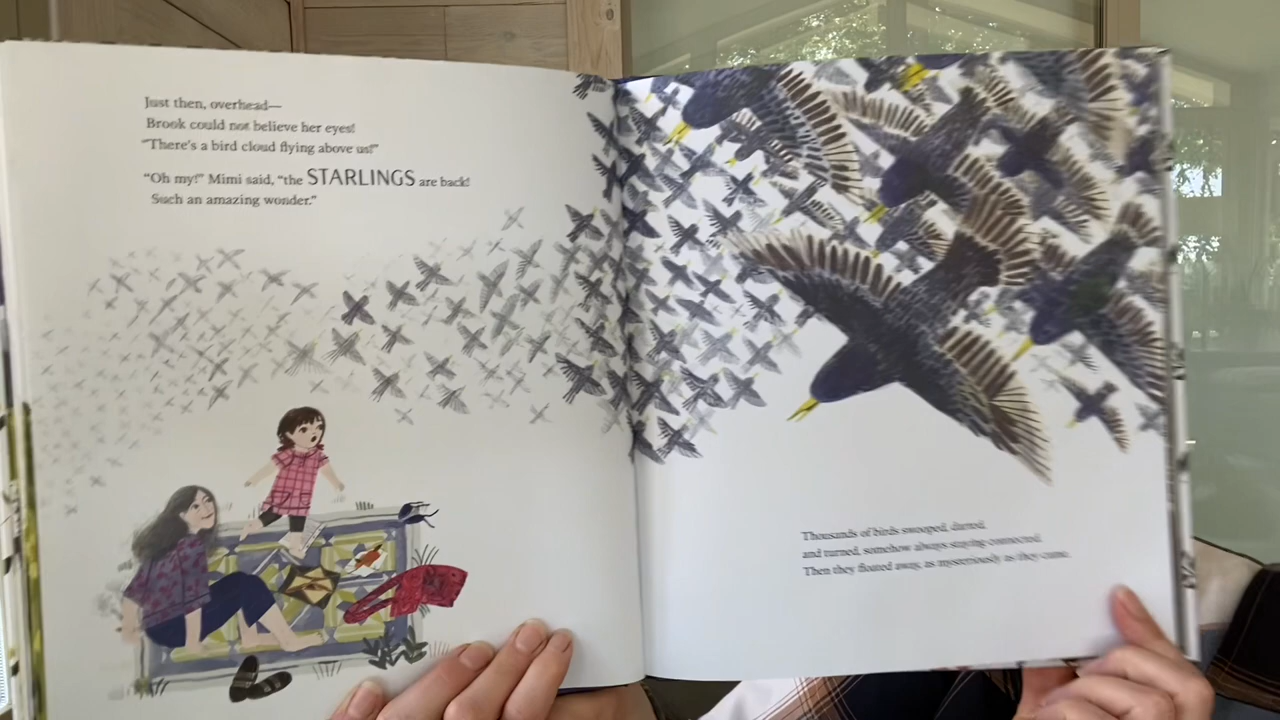 Just then, overhead—
Brook could not believe her eyes!
"There's a bird cloud flying above us!"
"Oh my!" Mimi said, "the STARLINGS are back!
Such an amazing wonder."
Thousands of birds swooped, darted,
and turned, somehow always staying connected.
Then they floated away, as mysteriously as they came.